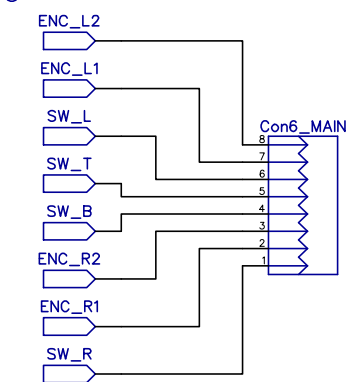 ENC_L2
ENC_L1
SW_L
SW_T
SW_B
ENC_R2
ENC_R1
SW_R
Con6_MAIN
8
7
6
5
4
3
2
1